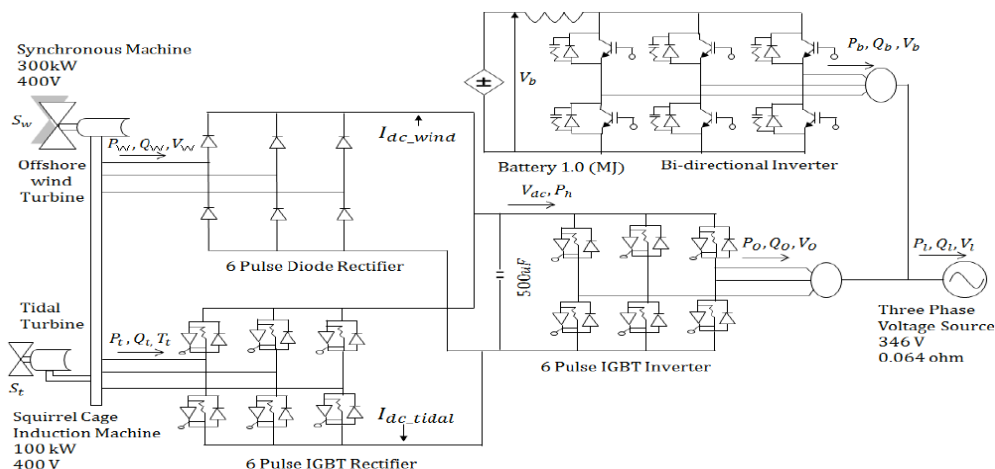 Synchronous Machine
300kW
400V
S_w
Offshore
wind
Turbine
P_W, Q_W, V_W
I_dc_wind
6 Pulse Diode Rectifier
V_b
Battery 1.0 (MJ)
Bi-directional Inverter
P_b, Q_b, V_b
V_dc, P_h
500uF
P_O, Q_O, V_O
P_l, Q_l, V_l
6 Pulse IGBT Inverter
Three Phase
Voltage Source
346 V
0.064 ohm
Tidal
Turbine
P_t, Q_t, T_t
S_t
Squirrel Cage
Induction Machine
100 kW
400 V
I_dc_tidal
6 Pulse IGBT Rectifier